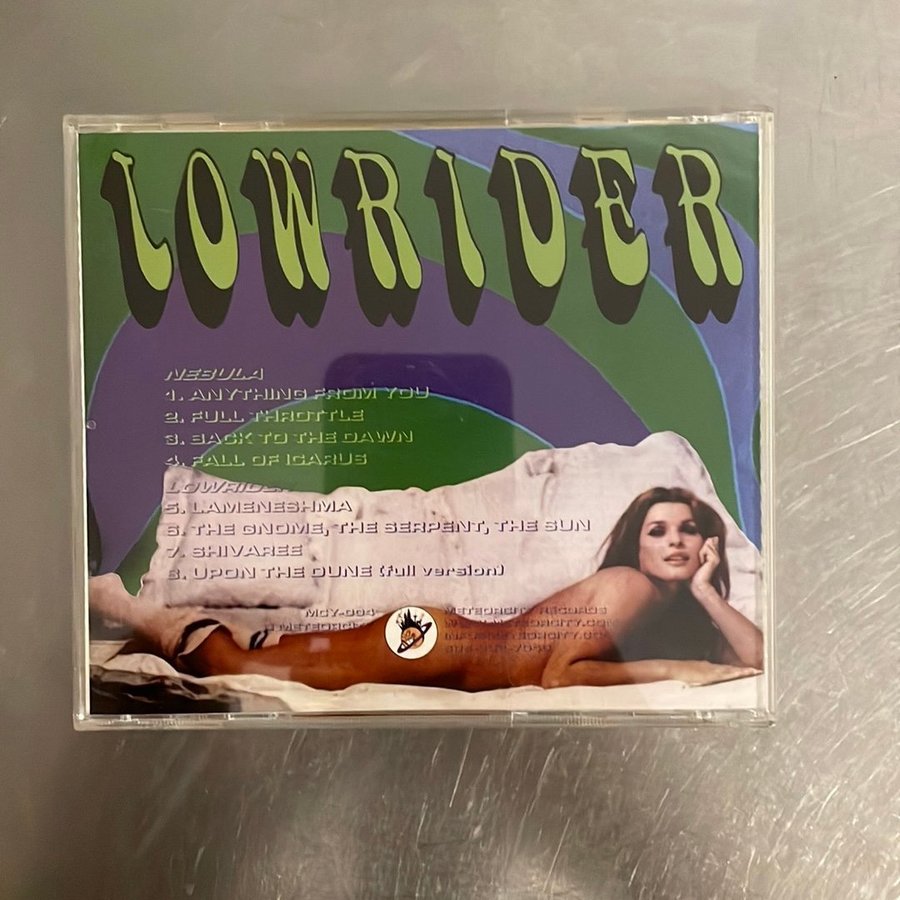 LOWRIDER
NEBULA
1. ANYTHING FROM YOU
2. FULL THROTTLE
3. BACK TO THE DAWN
4. FALL OF ICARUS
LOWRIDER
5. LAMENESHMA
6. THE GNOME, THE SERPENT, THE SUN
7. SHIVAREE
8. UPON THE DUNE (full version)
MCY-004 METEORCITY RECORDS